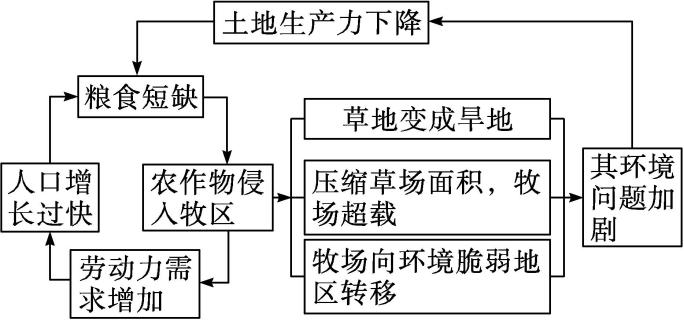 土地生产力下降
粮食短缺
草地变成旱地
人口增
长过快
农作物侵
入牧区
压缩草场面积，牧
场超载
其环境
问题加
剧
劳动力需
求增加
牧场向环境脆弱地
区转移